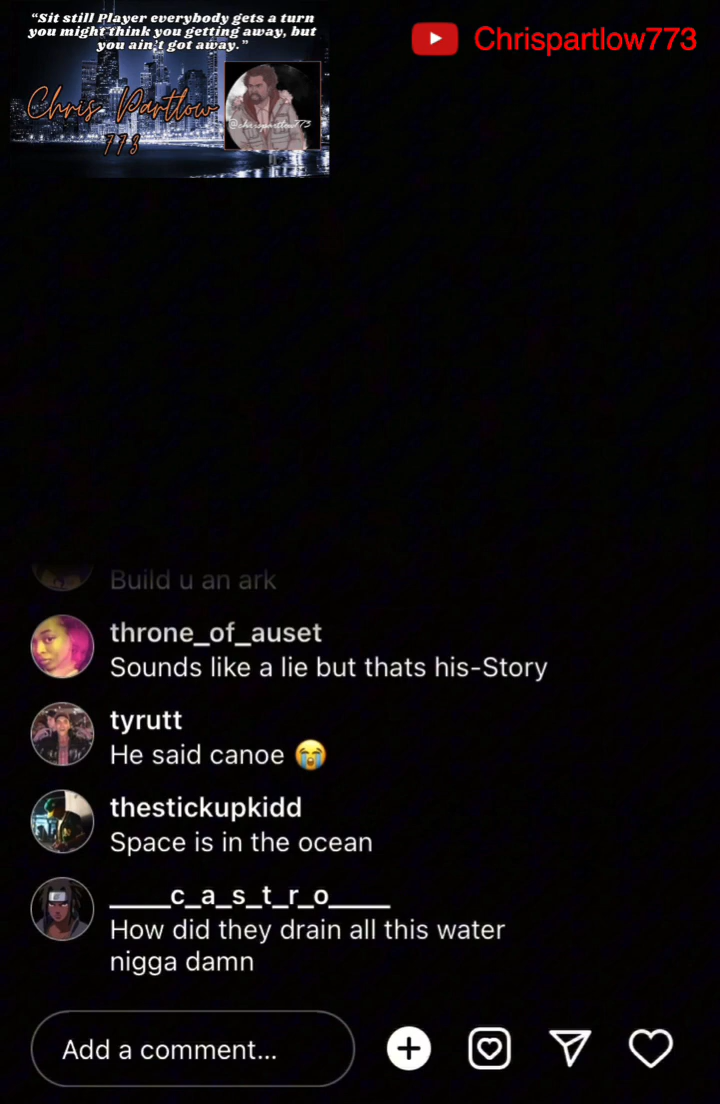 “Sit still Player everybody gets a turn
you might think you getting away, but
you ain't got away.”
Chrispartlow773
Chris Partlow
773
@chrispartlow773
Build u an ark
throne_of_auset
Sounds like a lie but thats his-Story
tyrutt
He said canoe 😭
thestickupkidd
Space is in the ocean
____c_a_s_t_r_o____
How did they drain all this water
nigga damn
Add a comment...